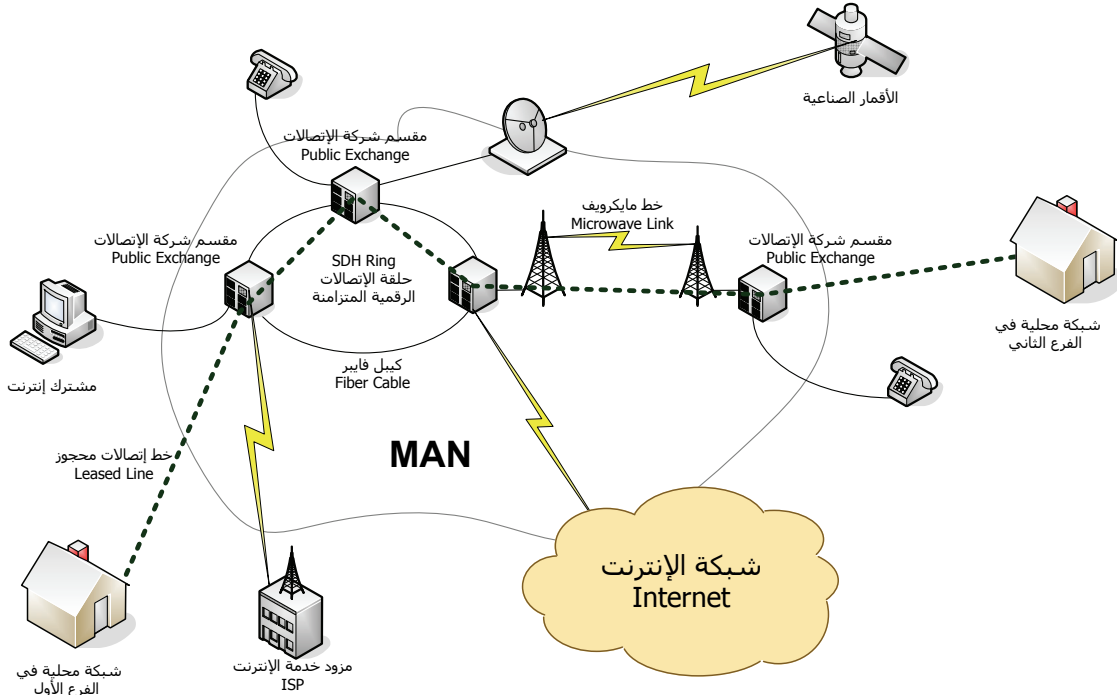 الأقمار الصناعية
مقسم شركة الإتصالات
Public Exchange
خط مايكرويف
Microwave Link
مقسم شركة الإتصالات
Public Exchange
مقسم شركة الإتصالات
Public Exchange
SDH Ring
حلقة الإتصالات
الرقمية المتزامنة
شبكة محلية في
الفرع الثاني
كيبل فايبر
Fiber Cable
مشترك إنترنت
MAN
خط إتصالات محجوز
Leased Line
شبكة الإنترنت
Internet
مزود خدمة الإنترنت
ISP
شبكة محلية في
الفرع الأول